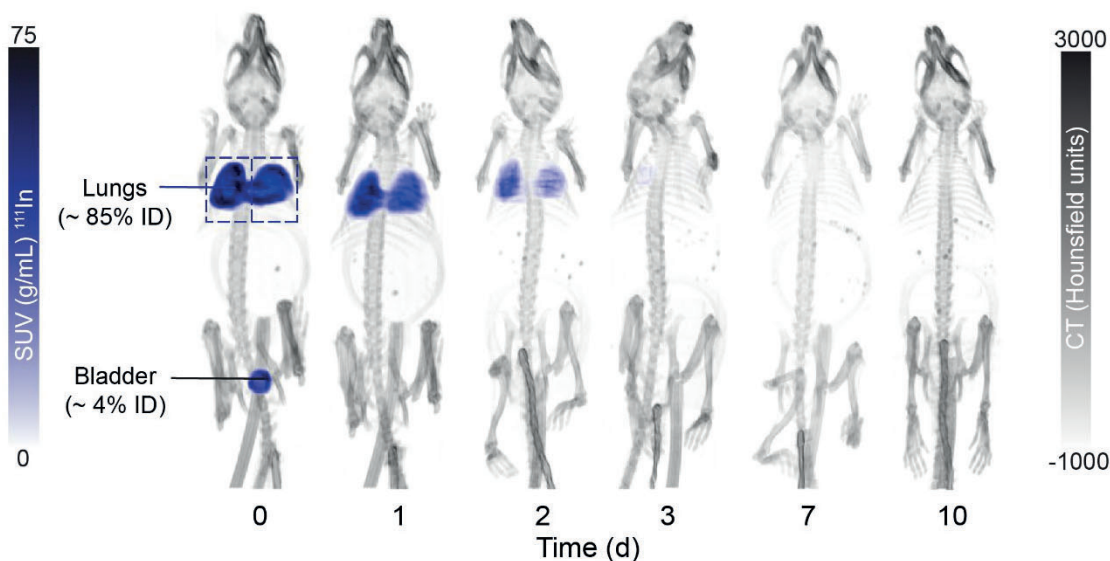 75
SUV (g/mL) ¹¹¹In
0
Lungs
(~ 85% ID)
Bladder
(~ 4% ID)
3000
CT (Hounsfield units)
-1000
0 1 2 3 7 10
Time (d)